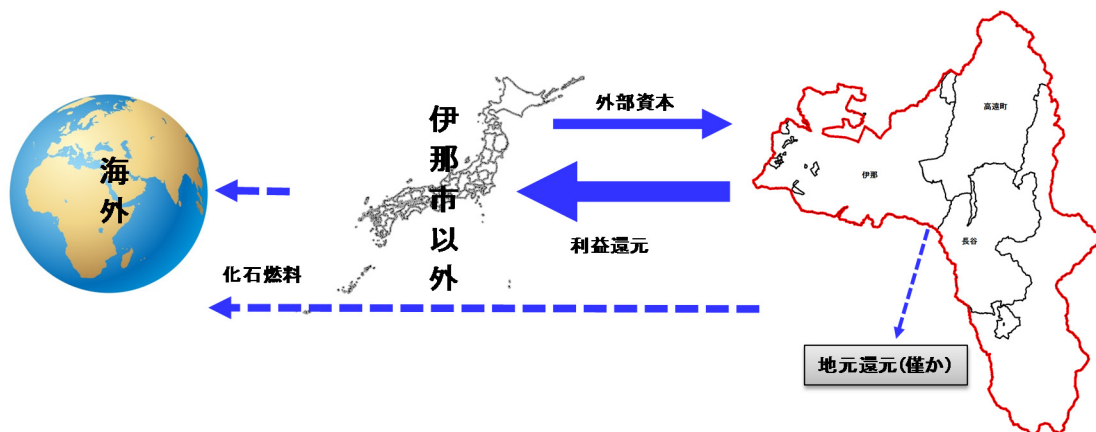 海外
伊那市以外
外部資本
利益還元
化石燃料
高遠町
伊那
長谷
地元還元(僅か)